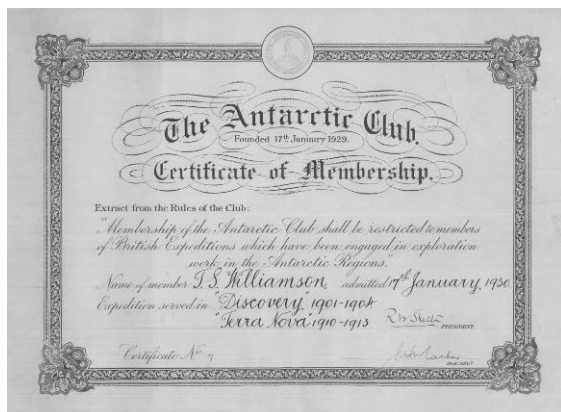 The Antarctic Club.
Founded 17th January 1929.
Certificate of Membership.
Extract from the Rules of the Club:
"Membership of the Antarctic Club shall be restricted to members
of British Expeditions which have been engaged in exploration
work, in the Antarctic Regions."
Name of member T.S. Williamson, admitted 17th January, 1930
Expedition served in "Discovery" 1901-1904
"Terra Nova" 1910-1913
PRESIDENT.
Certificate No